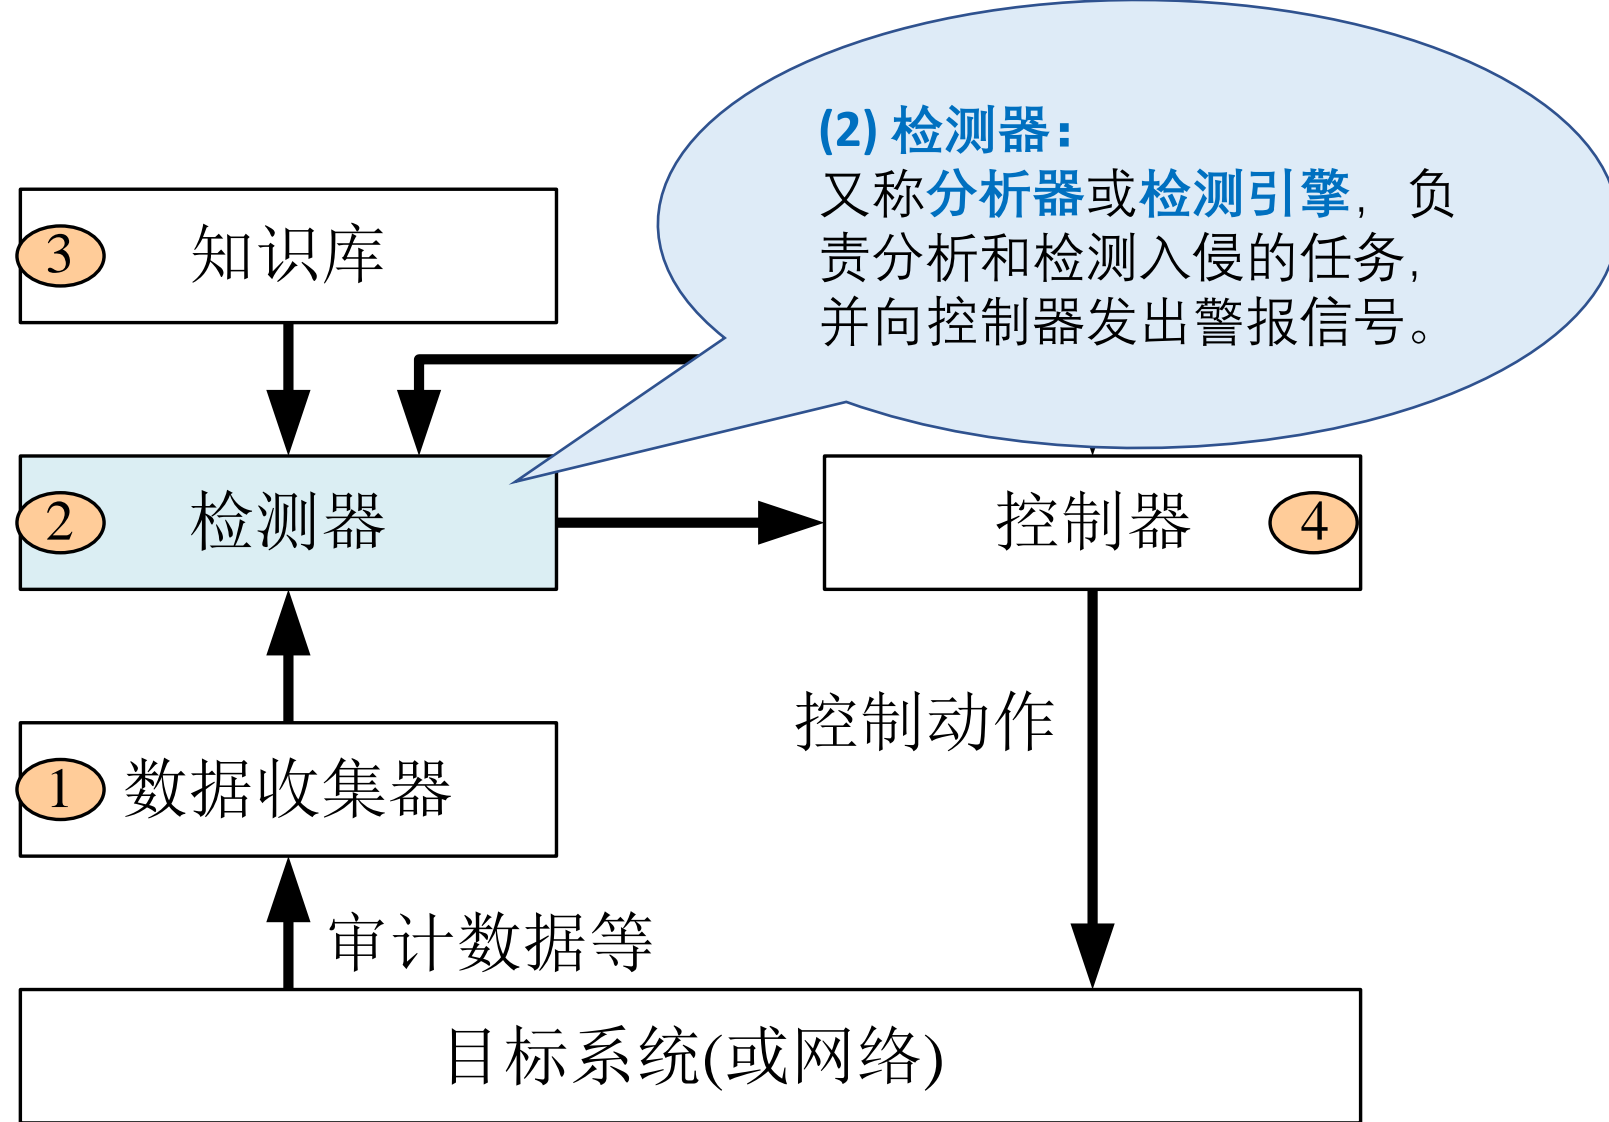 (2) 检测器：
又称分析器或检测引擎，负
责分析和检测入侵的任务，
并向控制器发出警报信号。
3 知识库
2 检测器
控制器 4
控制动作
1 数据收集器
审计数据等
目标系统(或网络)